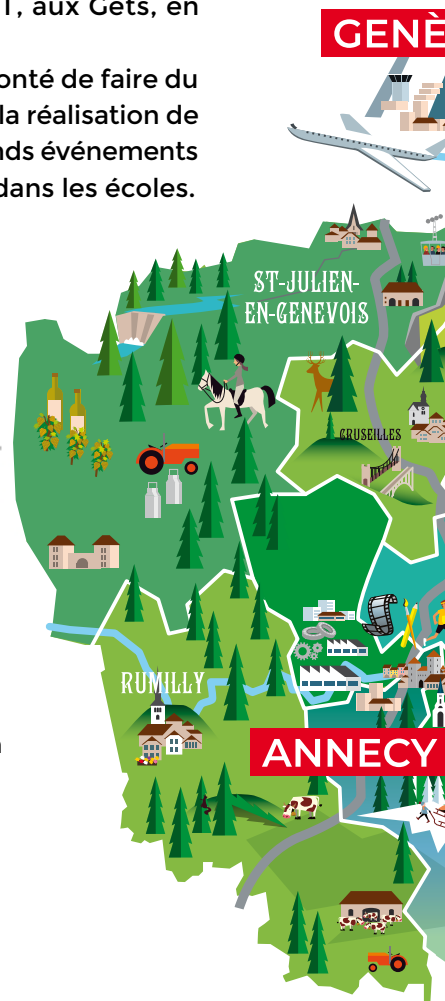 T, aux Gets, en
onté de faire du
la réalisation de
nds événements
dans les écoles.
GENÈ
ST-JULIEN-
EN-GENEVOIS
CRUSEILLES
RUMILLY
ANNECY